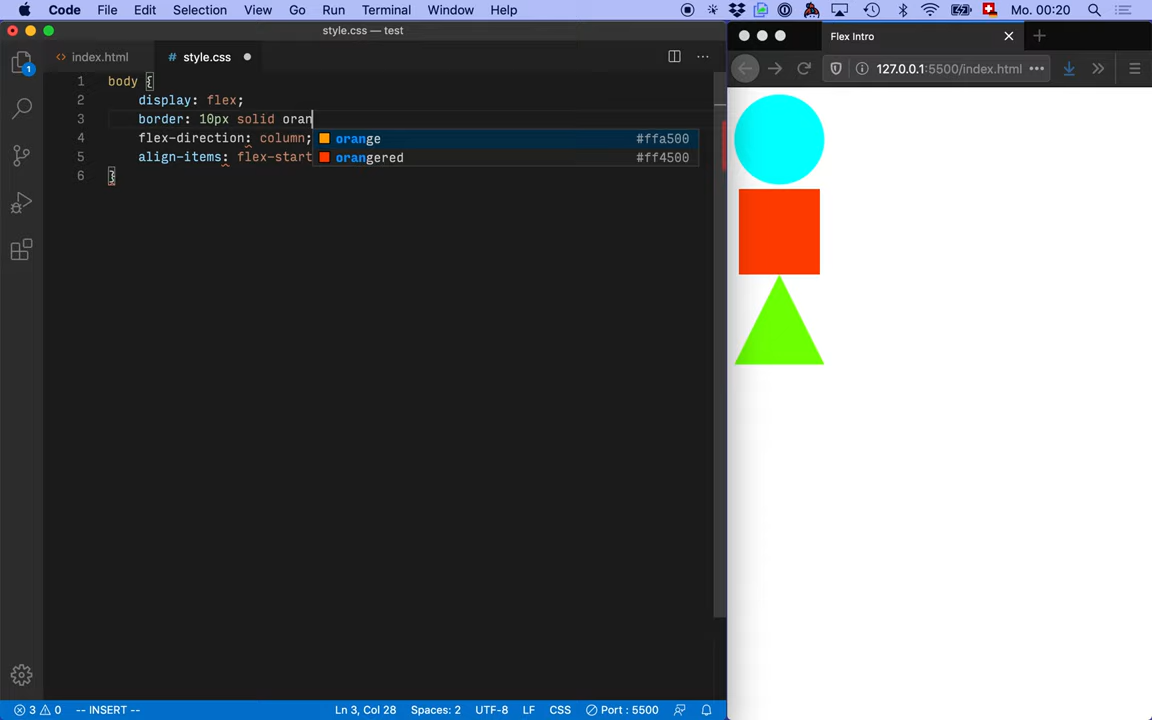 Code File Edit Selection View Go Run Terminal Window Help Mo. 00:20
style.css — test
index.html # style.css
1 body {
2 display: flex;
3 border: 10px solid oran
4 flex-direction: column;
5 align-items: flex-start
6 }
orange #ffa500
orangered #ff4500
1
3 0 -- INSERT -- Ln 3, Col 28 Spaces: 2 UTF-8 LF CSS Port : 5500
Flex Intro
127.0.0.1:5500/index.html